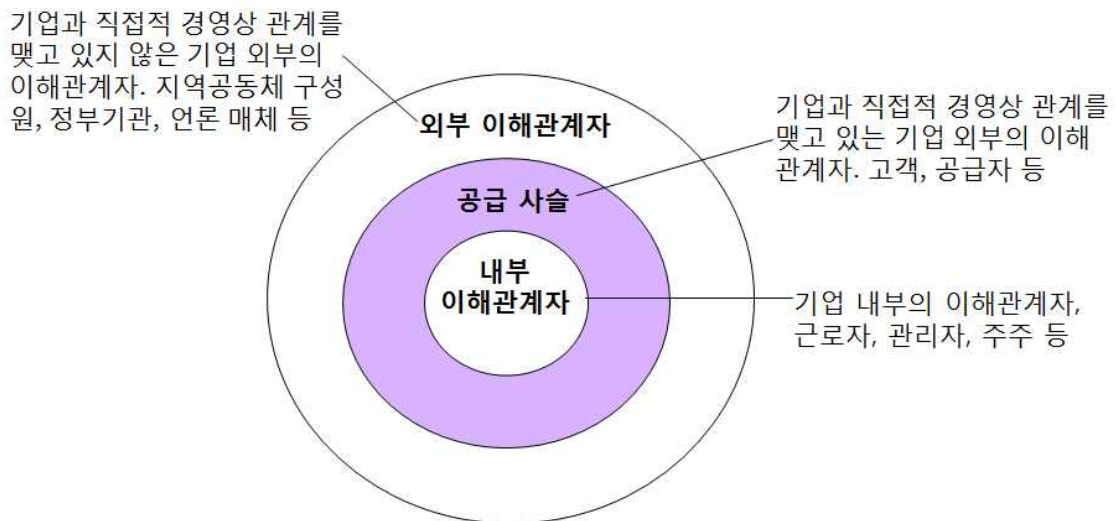 기업과 직접적 경영상 관계를
맺고 있지 않은 기업 외부의
이해관계자. 지역공동체 구성
원, 정부기관, 언론 매체 등
외부 이해관계자
기업과 직접적 경영상 관계를
맺고 있는 기업 외부의 이해
관계자. 고객, 공급자 등
공급 사슬
내부
이해관계자
기업 내부의 이해관계자,
근로자, 관리자, 주주 등